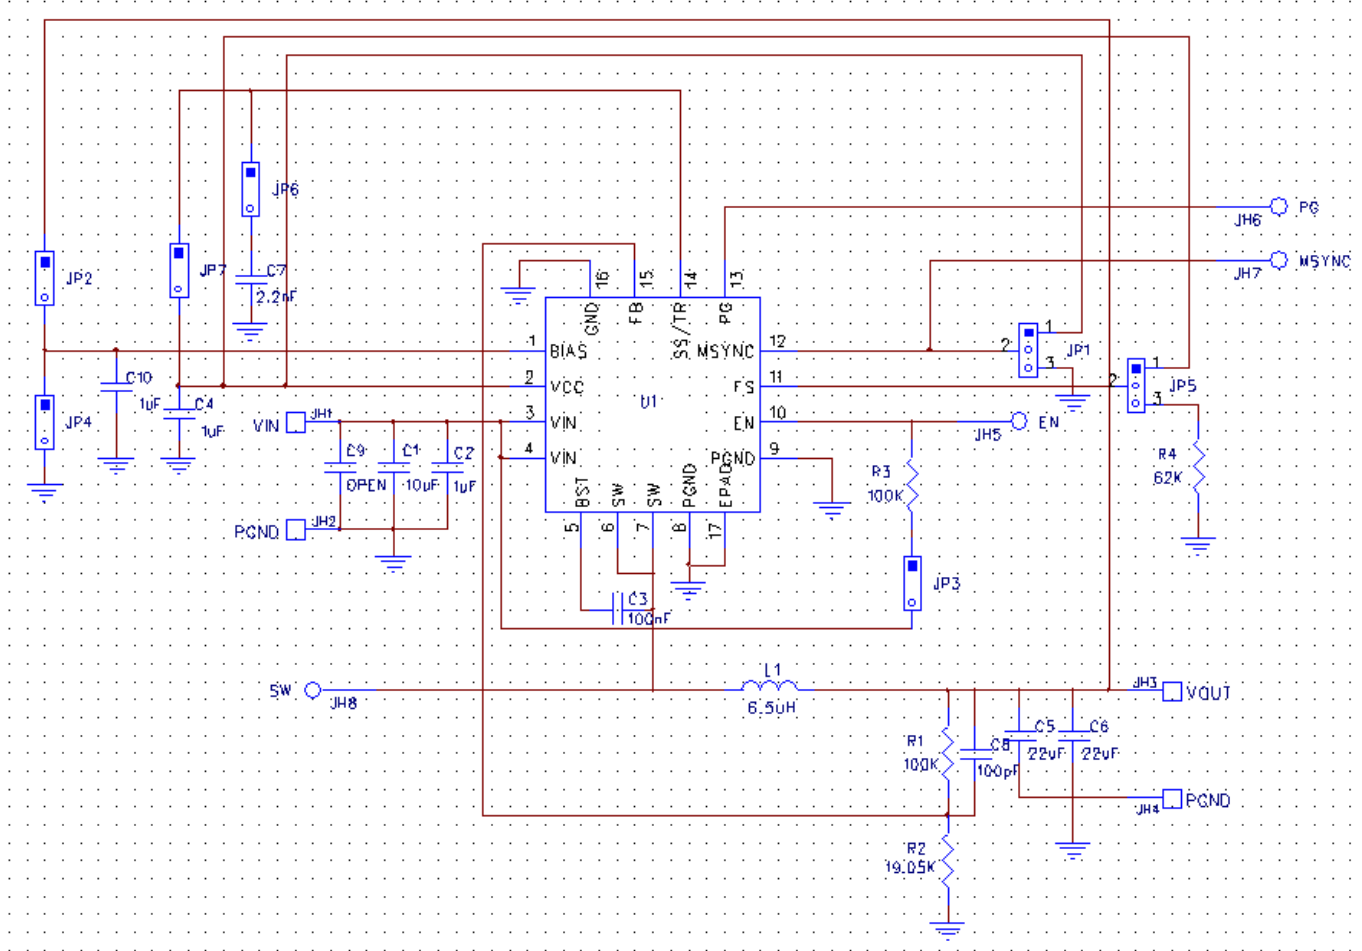 JP6
PG
JH6
JP2
JP7
C7
2.2nF
MSYNC
JH7
16
15
14
13
GND
FB
SS/TR
PG
1
BIAS
MSYNC
12
2
1
3
JP1
2
VCC
FS
11
2
1
3
JP5
C10
1uF
C4
1uF
JP4
VIN
JH1
3
VIN
U1
EN
10
JH5
EN
4
VIN
PGND
9
C9
OPEN
C1
10uF
C2
1uF
R3
100K
R4
62K
PGND
JH2
BST
SW
SW
PGND
EPAD
5
6
7
8
17
C3
100nF
JP3
SW
JH8
L1
6.5uH
JH3
VOUT
R1
100K
C8
100pF
C5
22uF
C6
22uF
JH4
PGND
R2
19.05K